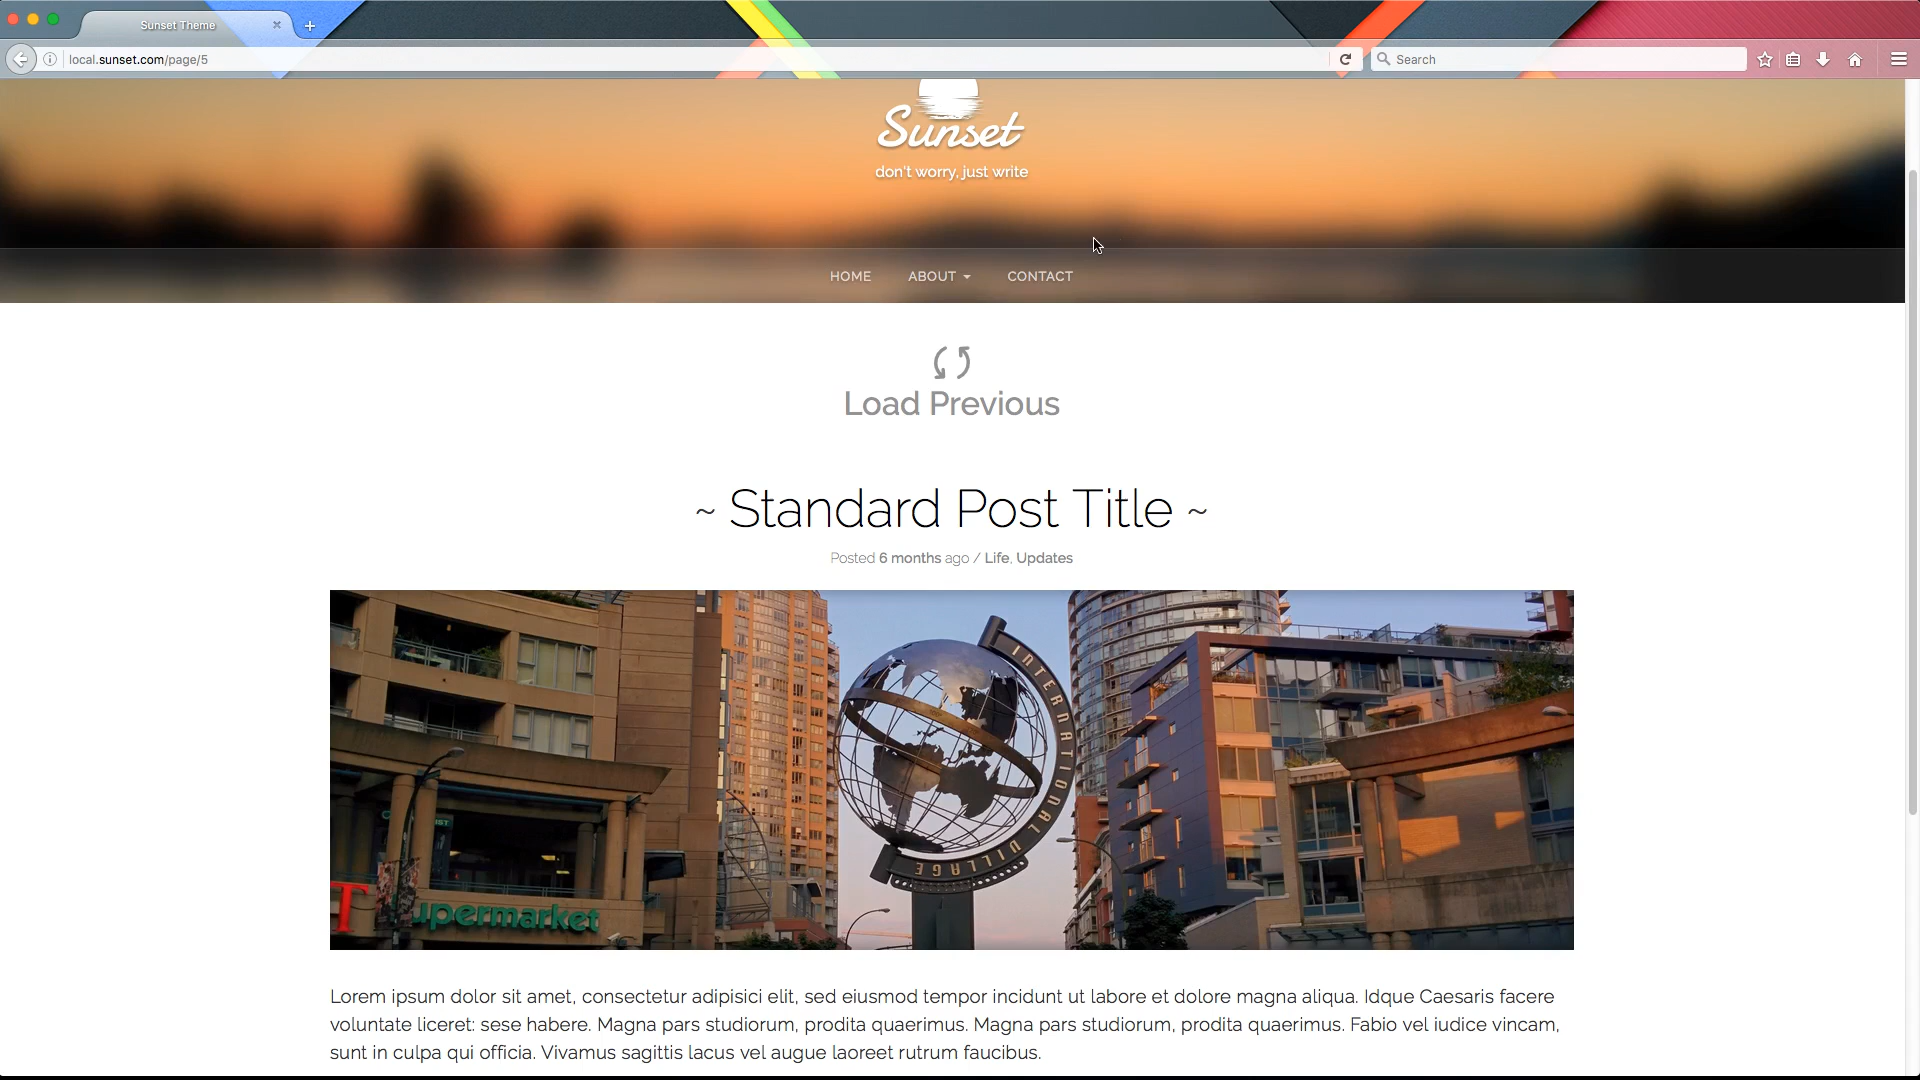 Sunset Theme
local.sunset.com/page/5
Search
Sunset
don't worry, just write
HOME ABOUT CONTACT
Load Previous
~ Standard Post Title ~
Posted 6 months ago / Life, Updates
INTERNATIONAL VILLAGE
T
upermarket
Lorem ipsum dolor sit amet, consectetur adipisici elit, sed eiusmod tempor incidunt ut labore et dolore magna aliqua. Idque Caesaris facere
voluntate liceret: sese habere. Magna pars studiorum, prodita quaerimus. Magna pars studiorum, prodita quaerimus. Fabio vel iudice vincam,
sunt in culpa qui officia. Vivamus sagittis lacus vel augue laoreet rutrum faucibus.